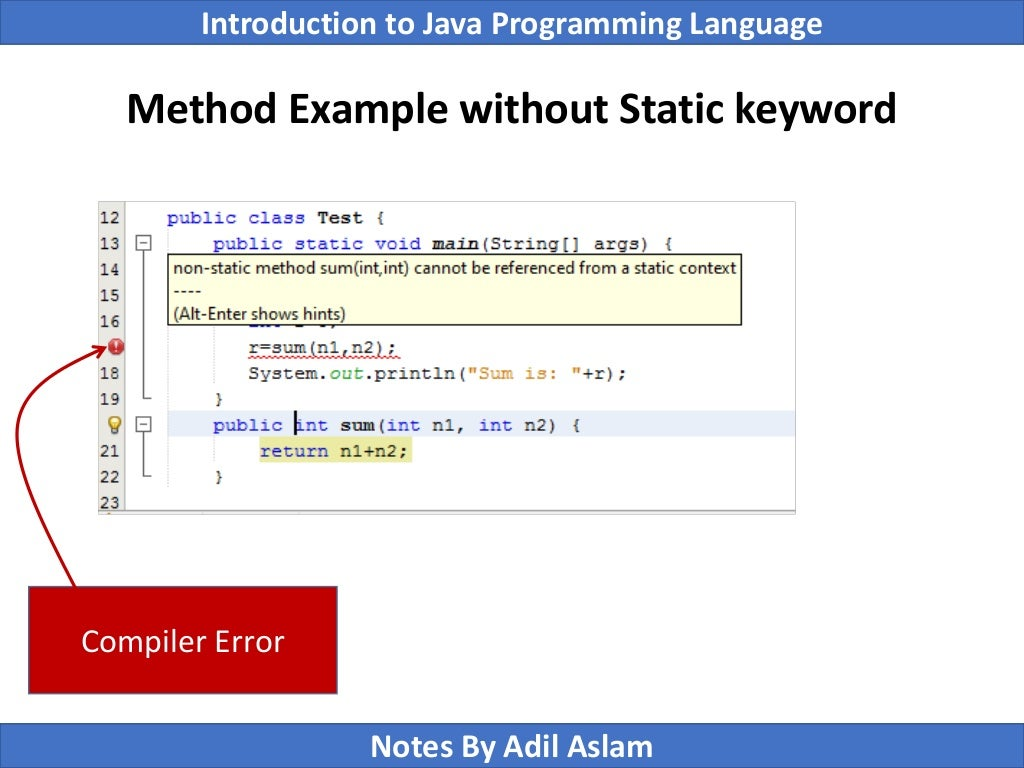 Introduction to Java Programming Language
Method Example without Static keyword
12 public class Test {
13 public static void main(String[] args) {
14 non-static method sum(int,int) cannot be referenced from a static context
15 ----
(Alt-Enter shows hints)
16
r=sum(n1,n2);
18 System.out.println("Sum is: "+r);
19 }
public int sum(int n1, int n2) {
21 return n1+n2;
22 }
23
Compiler Error
Notes By Adil Aslam